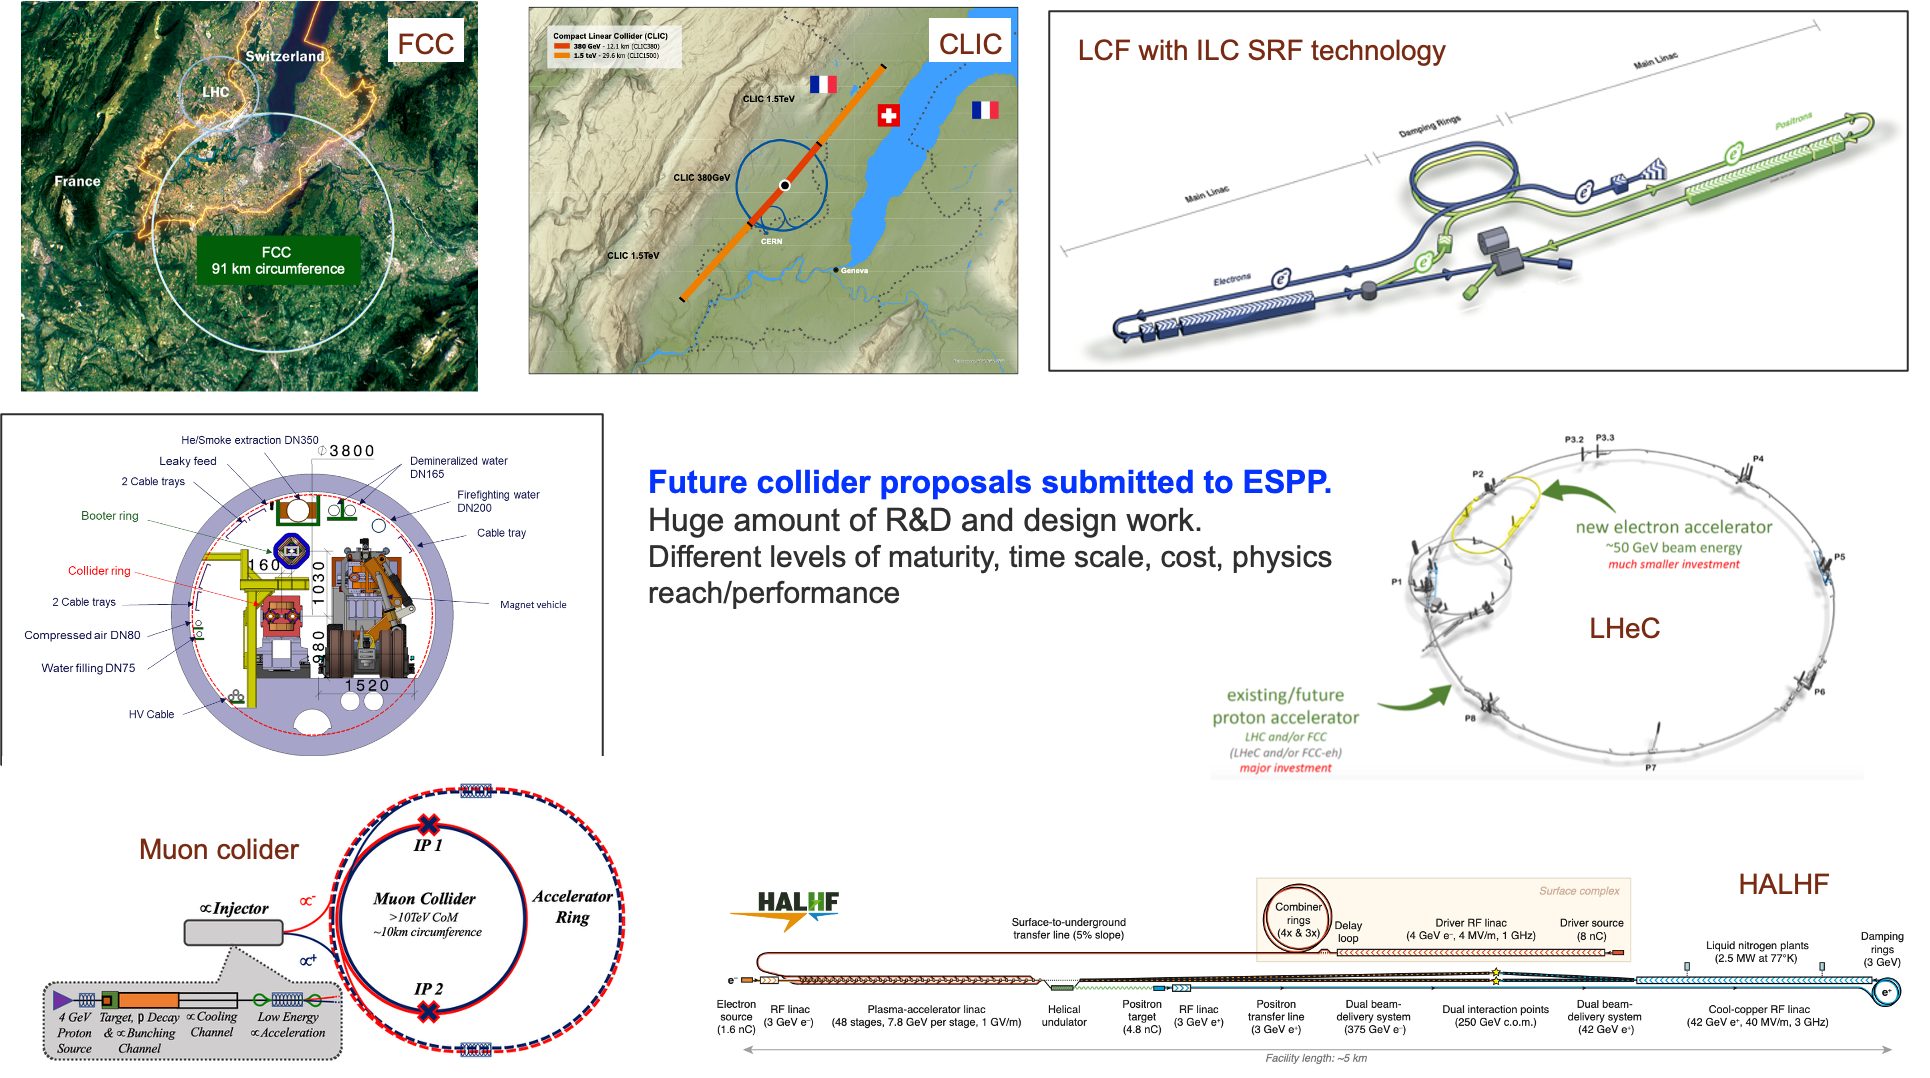 FCC
Switzerland
LHC
France
FCC
91 km circumference
Compact Linear Collider (CLIC)
380 GeV - 12.1 km (CLIC380)
1.5 TeV - 29.6 km (CLIC1500)
CLIC
CLIC 1.5TeV
CLIC 380GeV
CERN
CLIC 1.5TeV
Geneva
LCF with ILC SRF technology
Main Linac
Damping Rings
Positrons
Main Linac
Electrons
e-
e+
e-
e+
He/Smoke extraction DN350
Ø3800
Leaky feed
Demineralized water
DN165
2 Cable trays
Firefighting water
DN200
Booter ring
Cable tray
160
Collider ring
1030
2 Cable trays
Magnet vehicle
Compressed air DN80
980
Water filling DN75
1520
HV Cable
Future collider proposals submitted to ESPP.
Huge amount of R&D and design work.
Different levels of maturity, time scale, cost, physics
reach/performance
P3.2
P3.3
P2
P4
new electron accelerator
~50 GeV beam energy
much smaller investment
P5
P1
LHeC
existing/future
proton accelerator
LHC and/or FCC
(LHeC and/or FCC-eh)
major investment
P8
P6
P7
Muon colider
IP 1
Muon Collider
>10TeV CoM
~10km circumference
Accelerator
Ring
∝Injector
∝-
∝+
IP 2
4 GeV
Proton
Source
Target, p Decay
& ∝Bunching
Channel
∝Cooling
Channel
Low Energy
∝Acceleration
HALHF
HALHF
Surface complex
Combiner
rings
(4x & 3x)
Delay
loop
Driver RF linac
(4 GeV e⁻, 4 MV/m, 1 GHz)
Driver source
(8 nC)
Surface-to-underground
transfer line (5% slope)
Liquid nitrogen plants
(2.5 MW at 77°K)
Damping
rings
(3 GeV)
e⁻
e⁺
Electron
source
(1.6 nC)
RF linac
(3 GeV e⁻)
Plasma-accelerator linac
(48 stages, 7.8 GeV per stage, 1 GV/m)
Helical
undulator
Positron
target
(4.8 nC)
RF linac
(3 GeV e⁺)
Positron
transfer line
(3 GeV e⁺)
Dual beam-
delivery system
(375 GeV e⁻)
Dual interaction points
(250 GeV c.o.m.)
Dual beam-
delivery system
(42 GeV e⁺)
Cool-copper RF linac
(42 GeV e⁺, 40 MV/m, 3 GHz)
Facility length: ~5 km